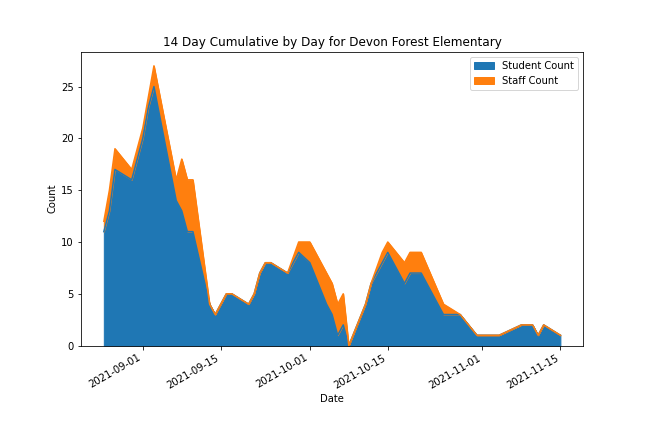 14 Day Cumulative by Day for Devon Forest Elementary
Student Count
Staff Count
Count
25
20
15
10
5
0
2021-09-01
2021-09-15
2021-10-01
2021-10-15
2021-11-01
2021-11-15
Date